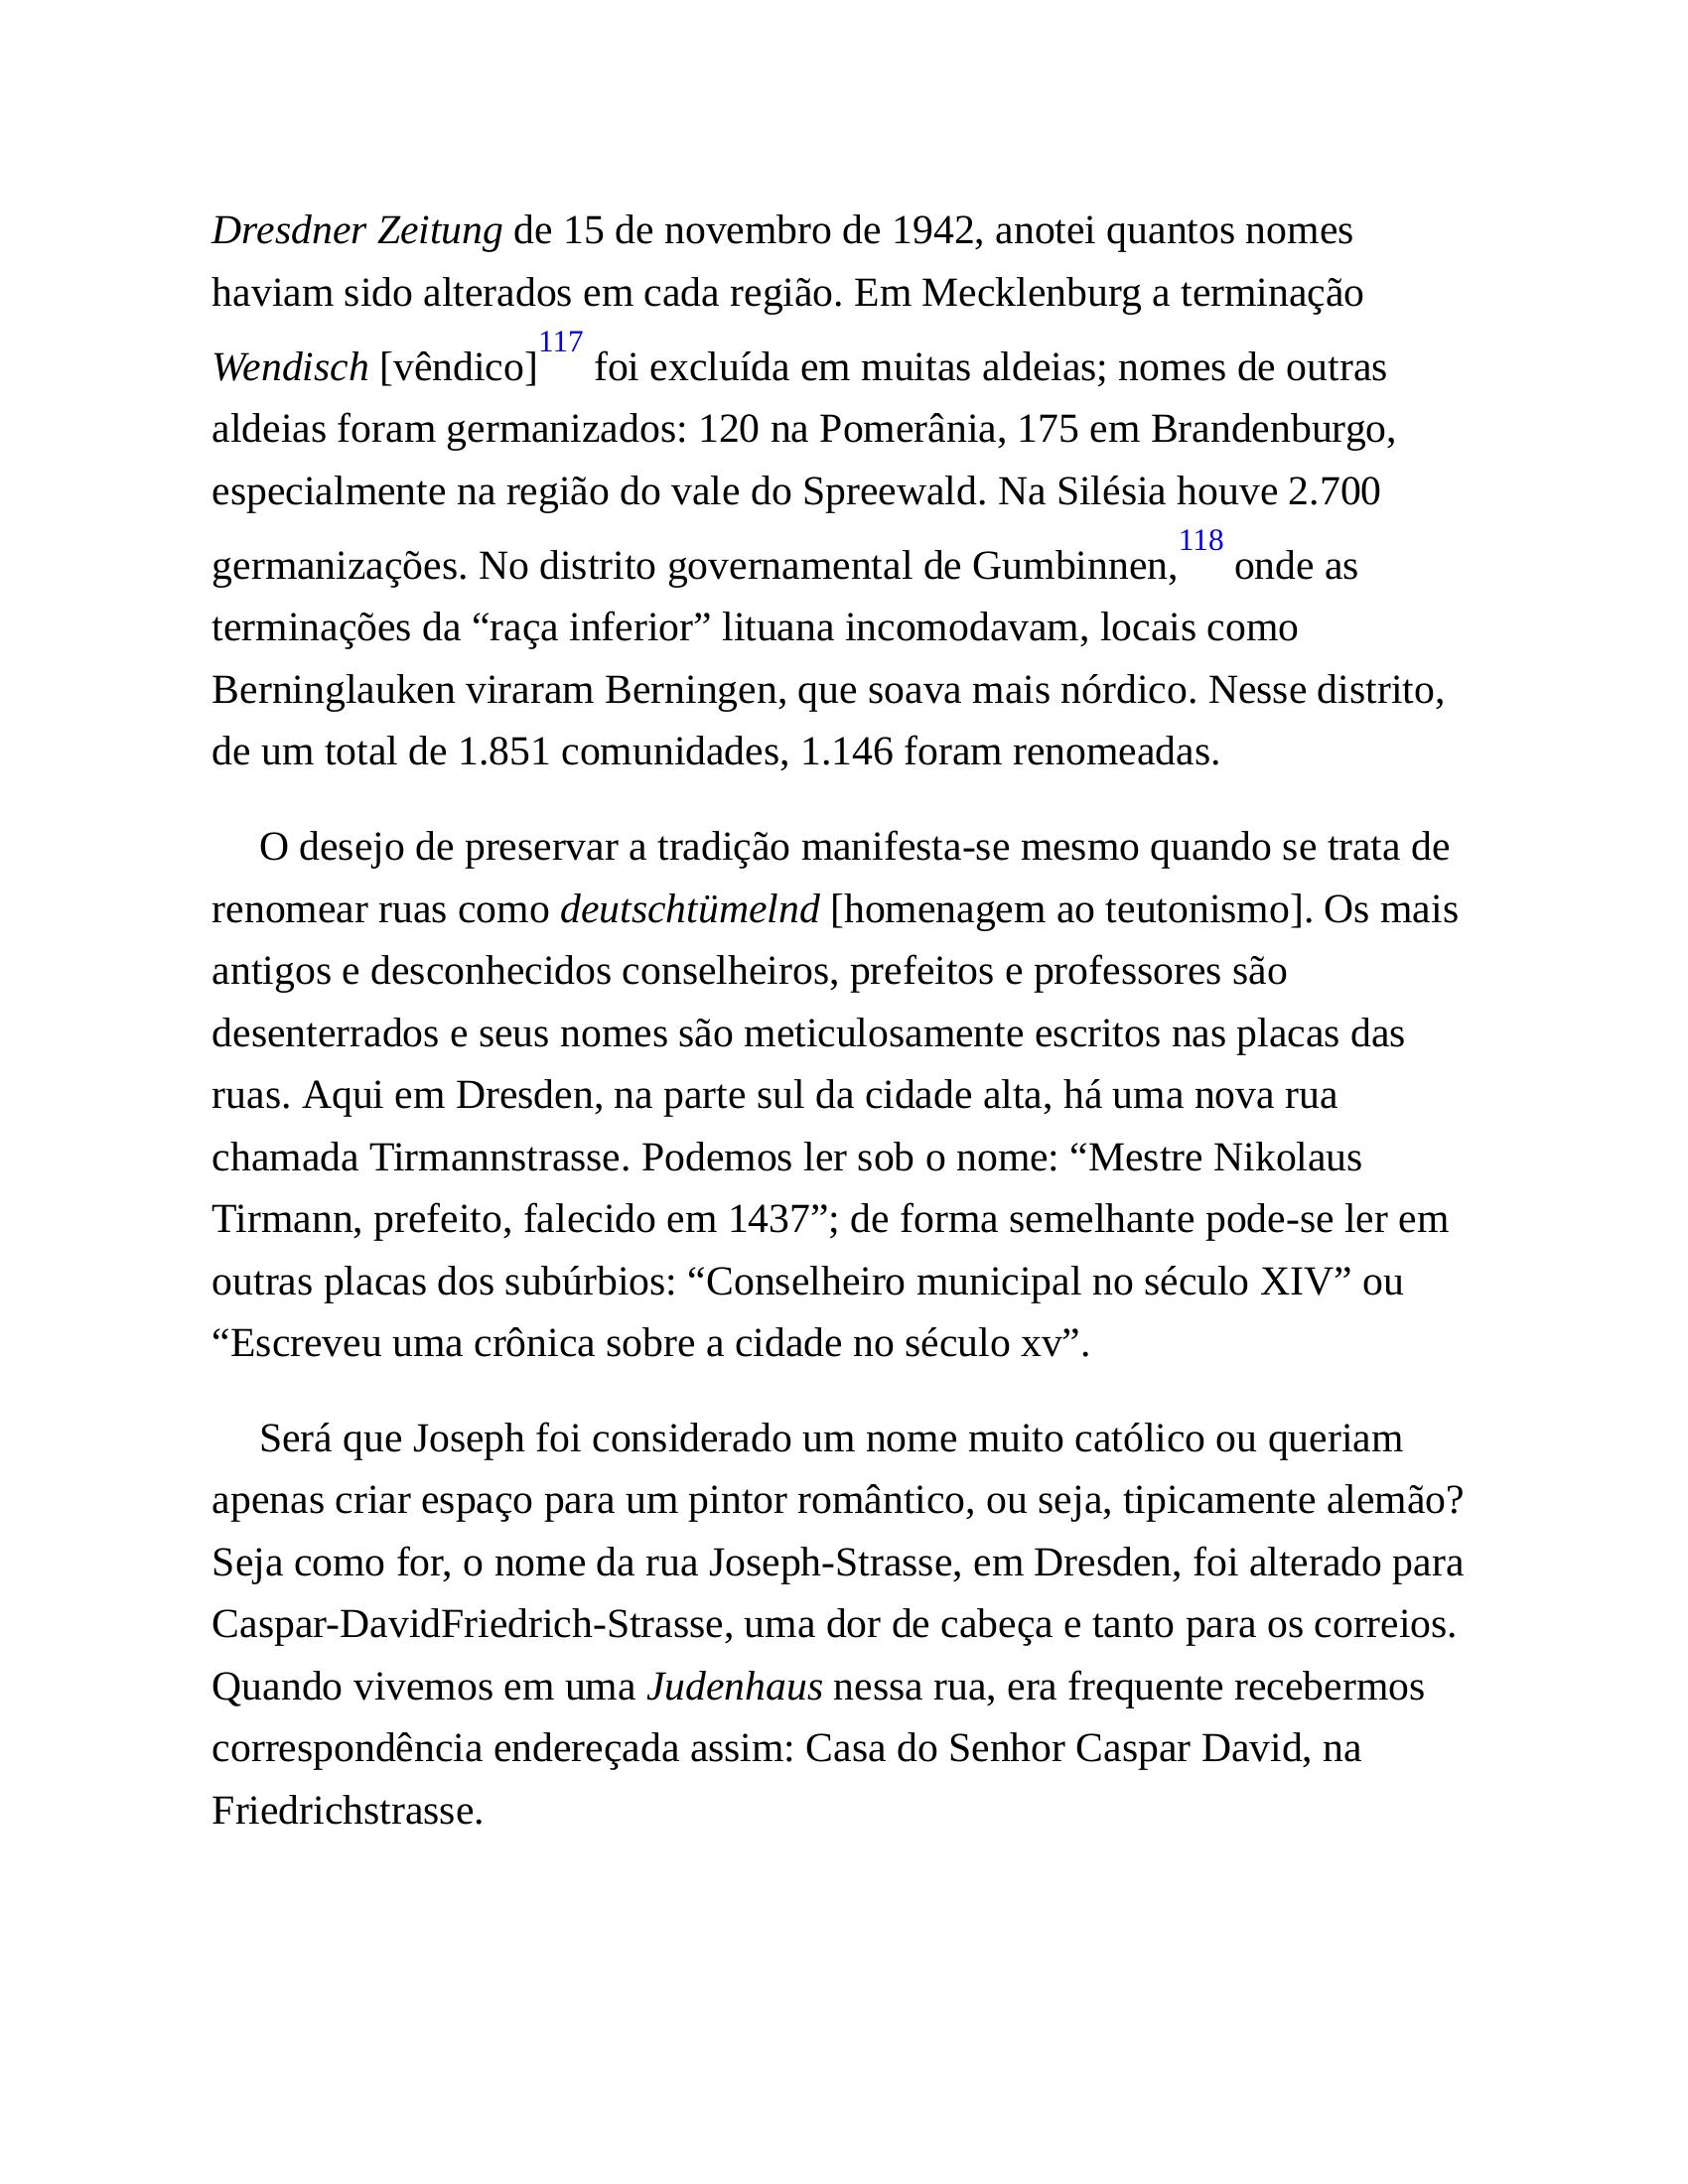 Dresdner Zeitung de 15 de novembro de 1942, anotei quantos nomes
haviam sido alterados em cada região. Em Mecklenburg a terminação
Wendisch [vêndico]117 foi excluída em muitas aldeias; nomes de outras
aldeias foram germanizados: 120 na Pomerânia, 175 em Brandenburgo,
especialmente na região do vale do Spreewald. Na Silésia houve 2.700
germanizações. No distrito governamental de Gumbinnen,118 onde as
terminações da “raça inferior” lituana incomodavam, locais como
Berninglauken viraram Berningen, que soava mais nórdico. Nesse distrito,
de um total de 1.851 comunidades, 1.146 foram renomeadas.
O desejo de preservar a tradição manifesta-se mesmo quando se trata de
renomear ruas como deutschtümelnd [homenagem ao teutonismo]. Os mais
antigos e desconhecidos conselheiros, prefeitos e professores são
desenterrados e seus nomes são meticulosamente escritos nas placas das
ruas. Aqui em Dresden, na parte sul da cidade alta, há uma nova rua
chamada Tirmannstrasse. Podemos ler sob o nome: “Mestre Nikolaus
Tirmann, prefeito, falecido em 1437”; de forma semelhante pode-se ler em
outras placas dos subúrbios: “Conselheiro municipal no século XIV” ou
“Escreveu uma crônica sobre a cidade no século xv”.
Será que Joseph foi considerado um nome muito católico ou queriam
apenas criar espaço para um pintor romântico, ou seja, tipicamente alemão?
Seja como for, o nome da rua Joseph-Strasse, em Dresden, foi alterado para
Caspar-DavidFriedrich-Strasse, uma dor de cabeça e tanto para os correios.
Quando vivemos em uma Judenhaus nessa rua, era frequente recebermos
correspondência endereçada assim: Casa do Senhor Caspar David, na
Friedrichstrasse.